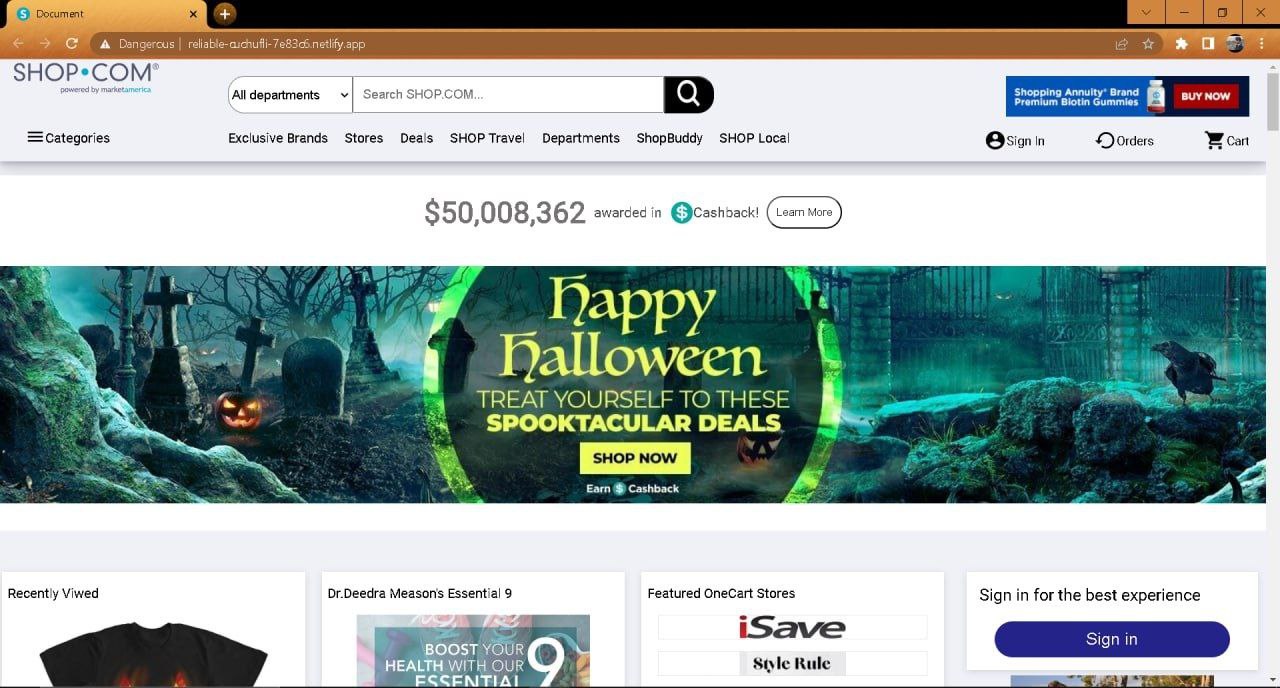 Document
Dangerous | reliable-cuchufli-7e83c6.netlify.app
SHOP•COM®
powered by marketamerica
All departments
Search SHOP.COM...
Shopping Annuity® Brand
Premium Biotin Gummies
BUY NOW
Categories
Exclusive Brands Stores Deals SHOP Travel Departments ShopBuddy SHOP Local
Sign In Orders Cart
$50,008,362 awarded in $Cashback! Learn More
Happy
Halloween
TREAT YOURSELF TO THESE
SPOOKTACULAR DEALS
SHOP NOW
Earn $ Cashback
Recently Viwed
Dr.Deedra Meason's Essential 9
BOOST YOUR
HEALTH WITH OUR
ESSENTIAL 9
Featured OneCart Stores
iSave
Style Rule
Sign in for the best experience
Sign in